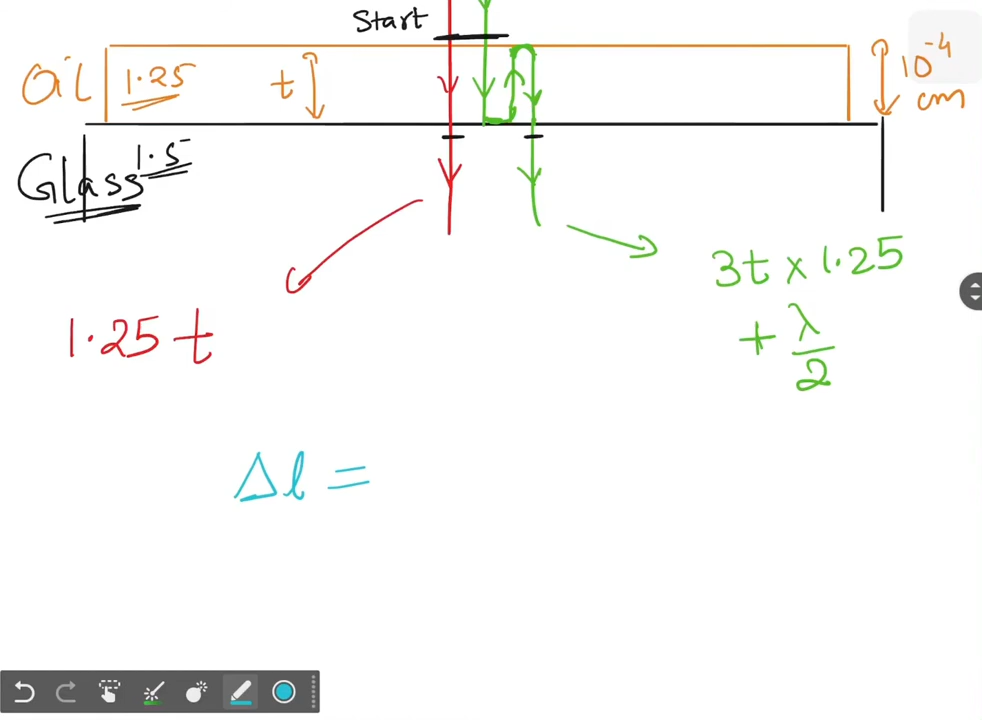 Start
Oil 1.25 t 10⁻⁴
cm
Glass 1.5
3t x 1.25
+ λ/2
1.25 t
Δl =